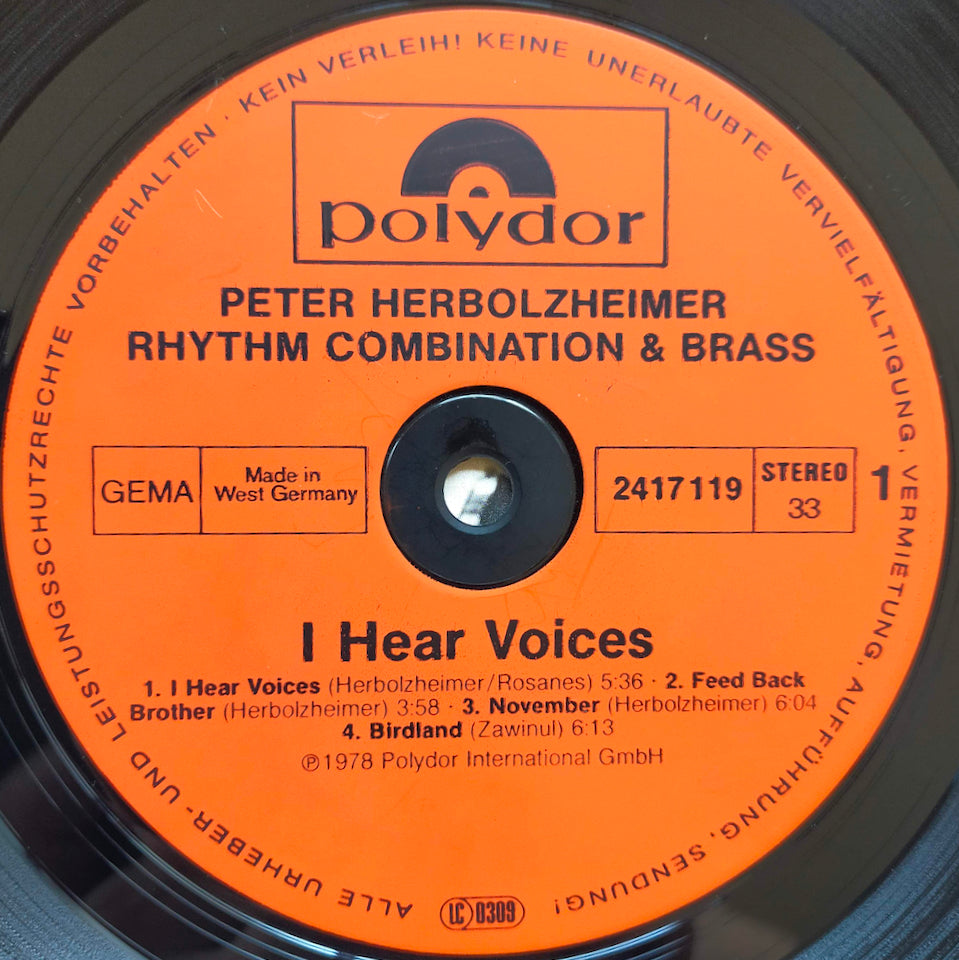 ALLE URHEBER- UND LEISTUNGSSCHUTZRECHTE VORBEHALTEN · KEIN VERLEIH! KEINE UNERLAUBTE VERVIELFÄLTIGUNG, VERMIETUNG, AUFFÜHRUNG, SENDUNG!
polydor
PETER HERBOLZHEIMER
RHYTHM COMBINATION & BRASS
GEMA
Made in
West Germany
2417119
STEREO
33
1
I Hear Voices
1. I Hear Voices (Herbolzheimer/Rosanes) 5:36 · 2. Feed Back
Brother (Herbolzheimer) 3:58 · 3. November (Herbolzheimer) 6:04
4. Birdland (Zawinul) 6:13
℗1978 Polydor International GmbH
LC 0309